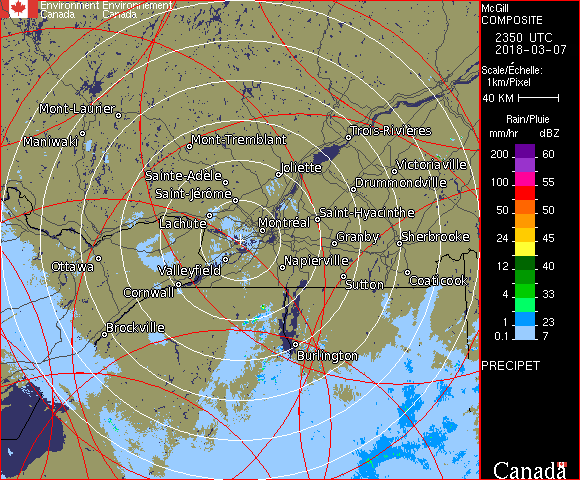 Environment Environnement
Canada Canada
McGill
COMPOSITE
2350 UTC
2018-03-07
Scale/Échelle:
1km/Pixel
40 KM
Rain/Pluie
mm/hr dBZ
200 60
100 55
50 50
24 45
12 40
4 33
1 23
0.1 7
PRECIPET
Canada
Mont-Laurier
Maniwaki
Mont-Tremblant
Trois-Rivières
Sainte-Adèle
Joliette
Victoriaville
Saint-Jérôme
Drummondville
Lachute
Montréal
Saint-Hyacinthe
Granby
Sherbrooke
Ottawa
Valleyfield
Napierville
Cornwall
Sutton
Coaticook
Brockville
Burlington